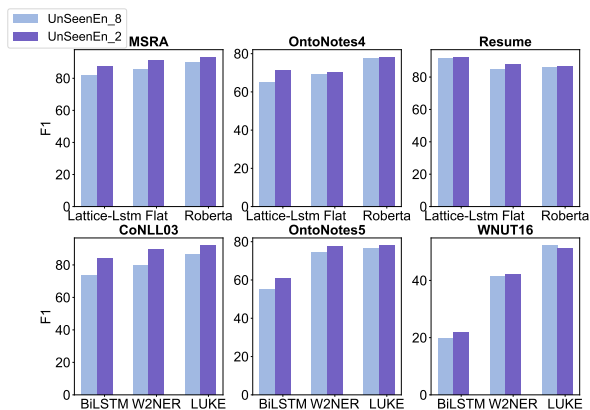 UnSeenEn_8
UnSeenEn_2
MSRA
OntoNotes4
Resume
F1
80
60
40
20
0
80
60
40
20
0
80
60
40
20
0
Lattice-Lstm Flat Roberta
Lattice-Lstm Flat Roberta
Lattice-Lstm Flat Roberta
CoNLL03
OntoNotes5
WNUT16
F1
80
60
40
20
0
80
60
40
20
0
40
20
0
BiLSTM W2NER LUKE
BiLSTM W2NER LUKE
BiLSTM W2NER LUKE